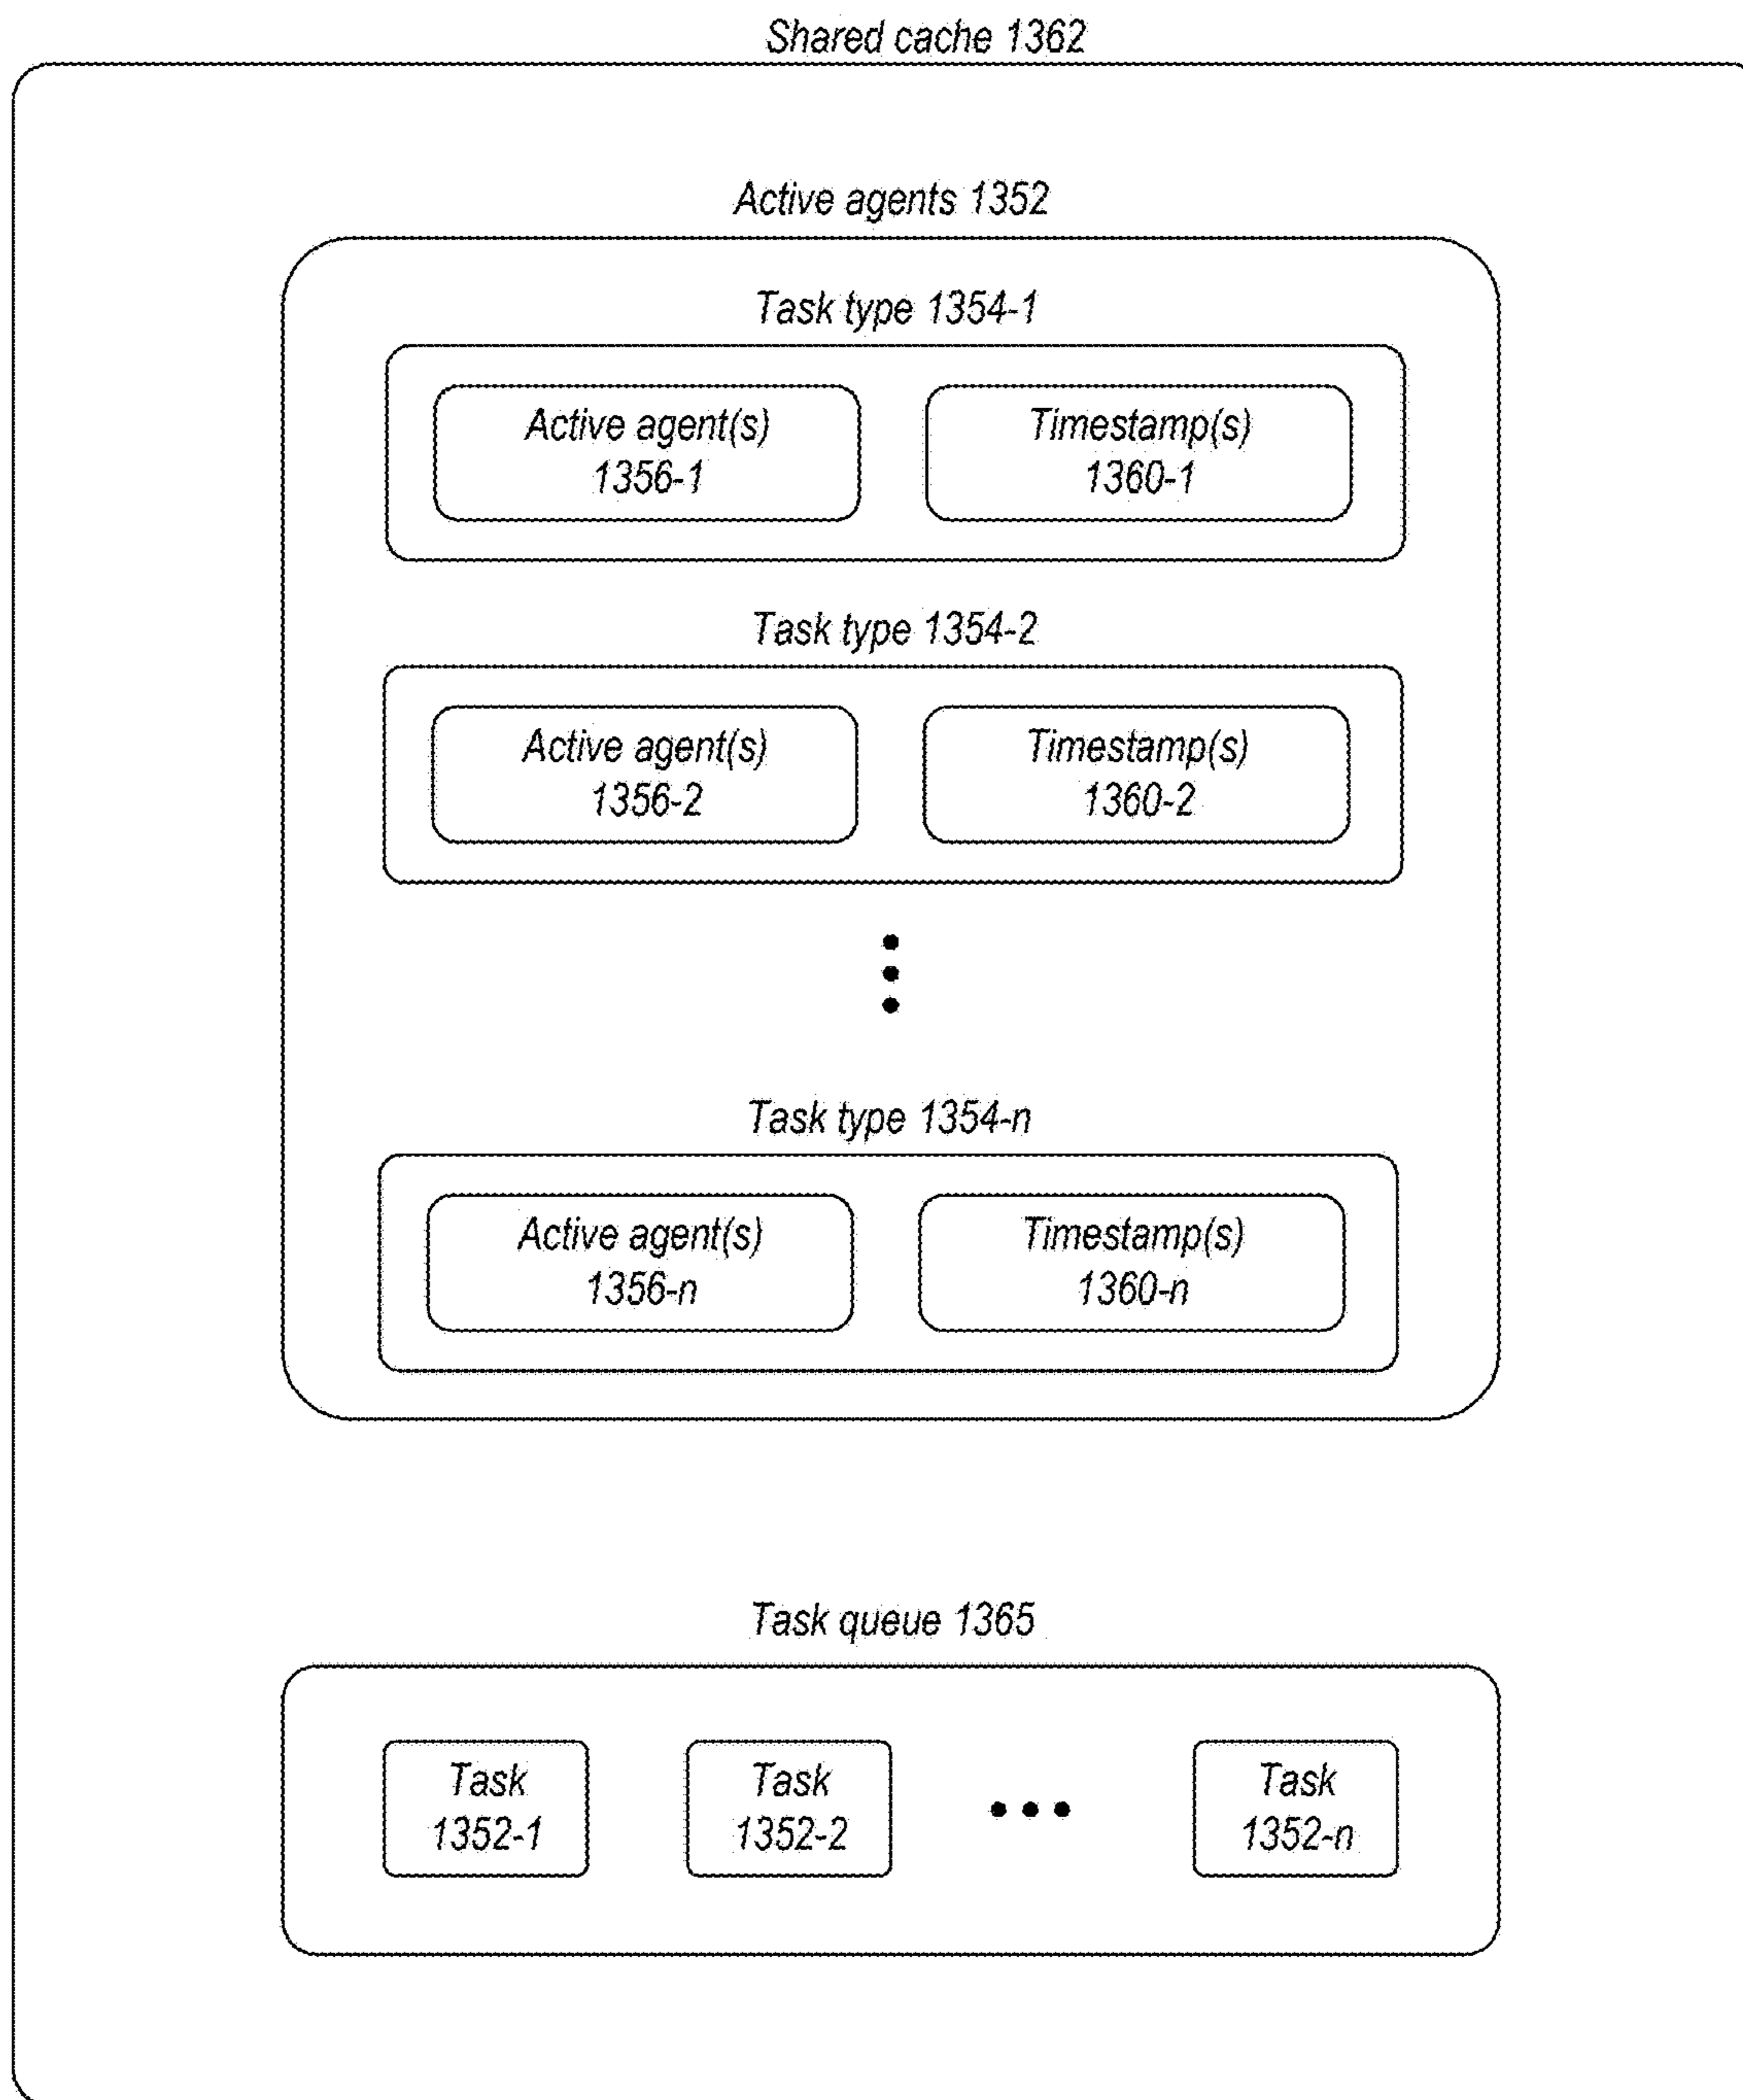 Shared cache 1362
Active agents 1352
Task type 1354-1
Active agent(s)
1356-1
Timestamp(s)
1360-1
Task type 1354-2
Active agent(s)
1356-2
Timestamp(s)
1360-2
Task type 1354-n
Active agent(s)
1356-n
Timestamp(s)
1360-n
Task queue 1365
Task
1352-1
Task
1352-2
Task
1352-n